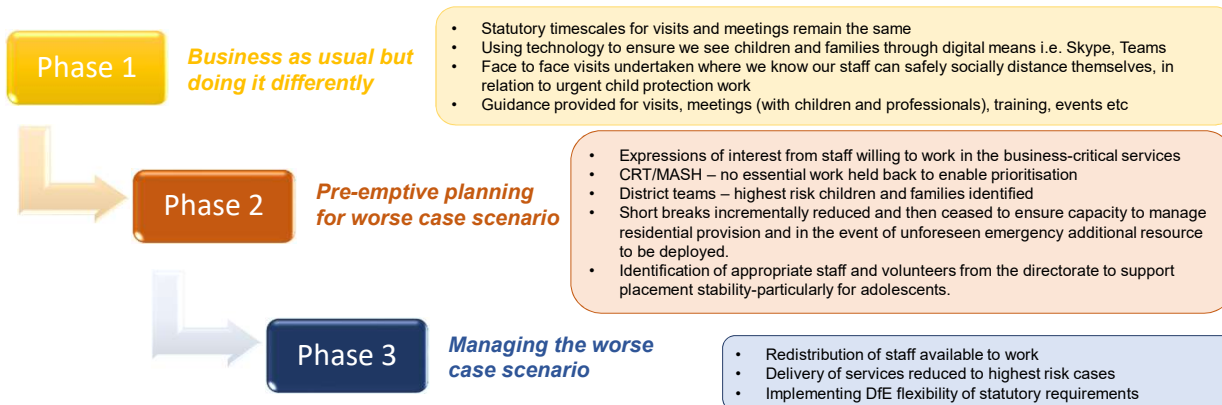 Phase 1
Business as usual but
doing it differently
• Statutory timescales for visits and meetings remain the same
• Using technology to ensure we see children and families through digital means i.e. Skype, Teams
• Face to face visits undertaken where we know our staff can safely socially distance themselves, in
relation to urgent child protection work
• Guidance provided for visits, meetings (with children and professionals), training, events etc
Phase 2
Pre-emptive planning
for worse case scenario
• Expressions of interest from staff willing to work in the business-critical services
• CRT/MASH – no essential work held back to enable prioritisation
• District teams – highest risk children and families identified
• Short breaks incrementally reduced and then ceased to ensure capacity to manage
residential provision and in the event of unforeseen emergency additional resource
to be deployed.
• Identification of appropriate staff and volunteers from the directorate to support
placement stability-particularly for adolescents.
Phase 3
Managing the worse
case scenario
• Redistribution of staff available to work
• Delivery of services reduced to highest risk cases
• Implementing DfE flexibility of statutory requirements